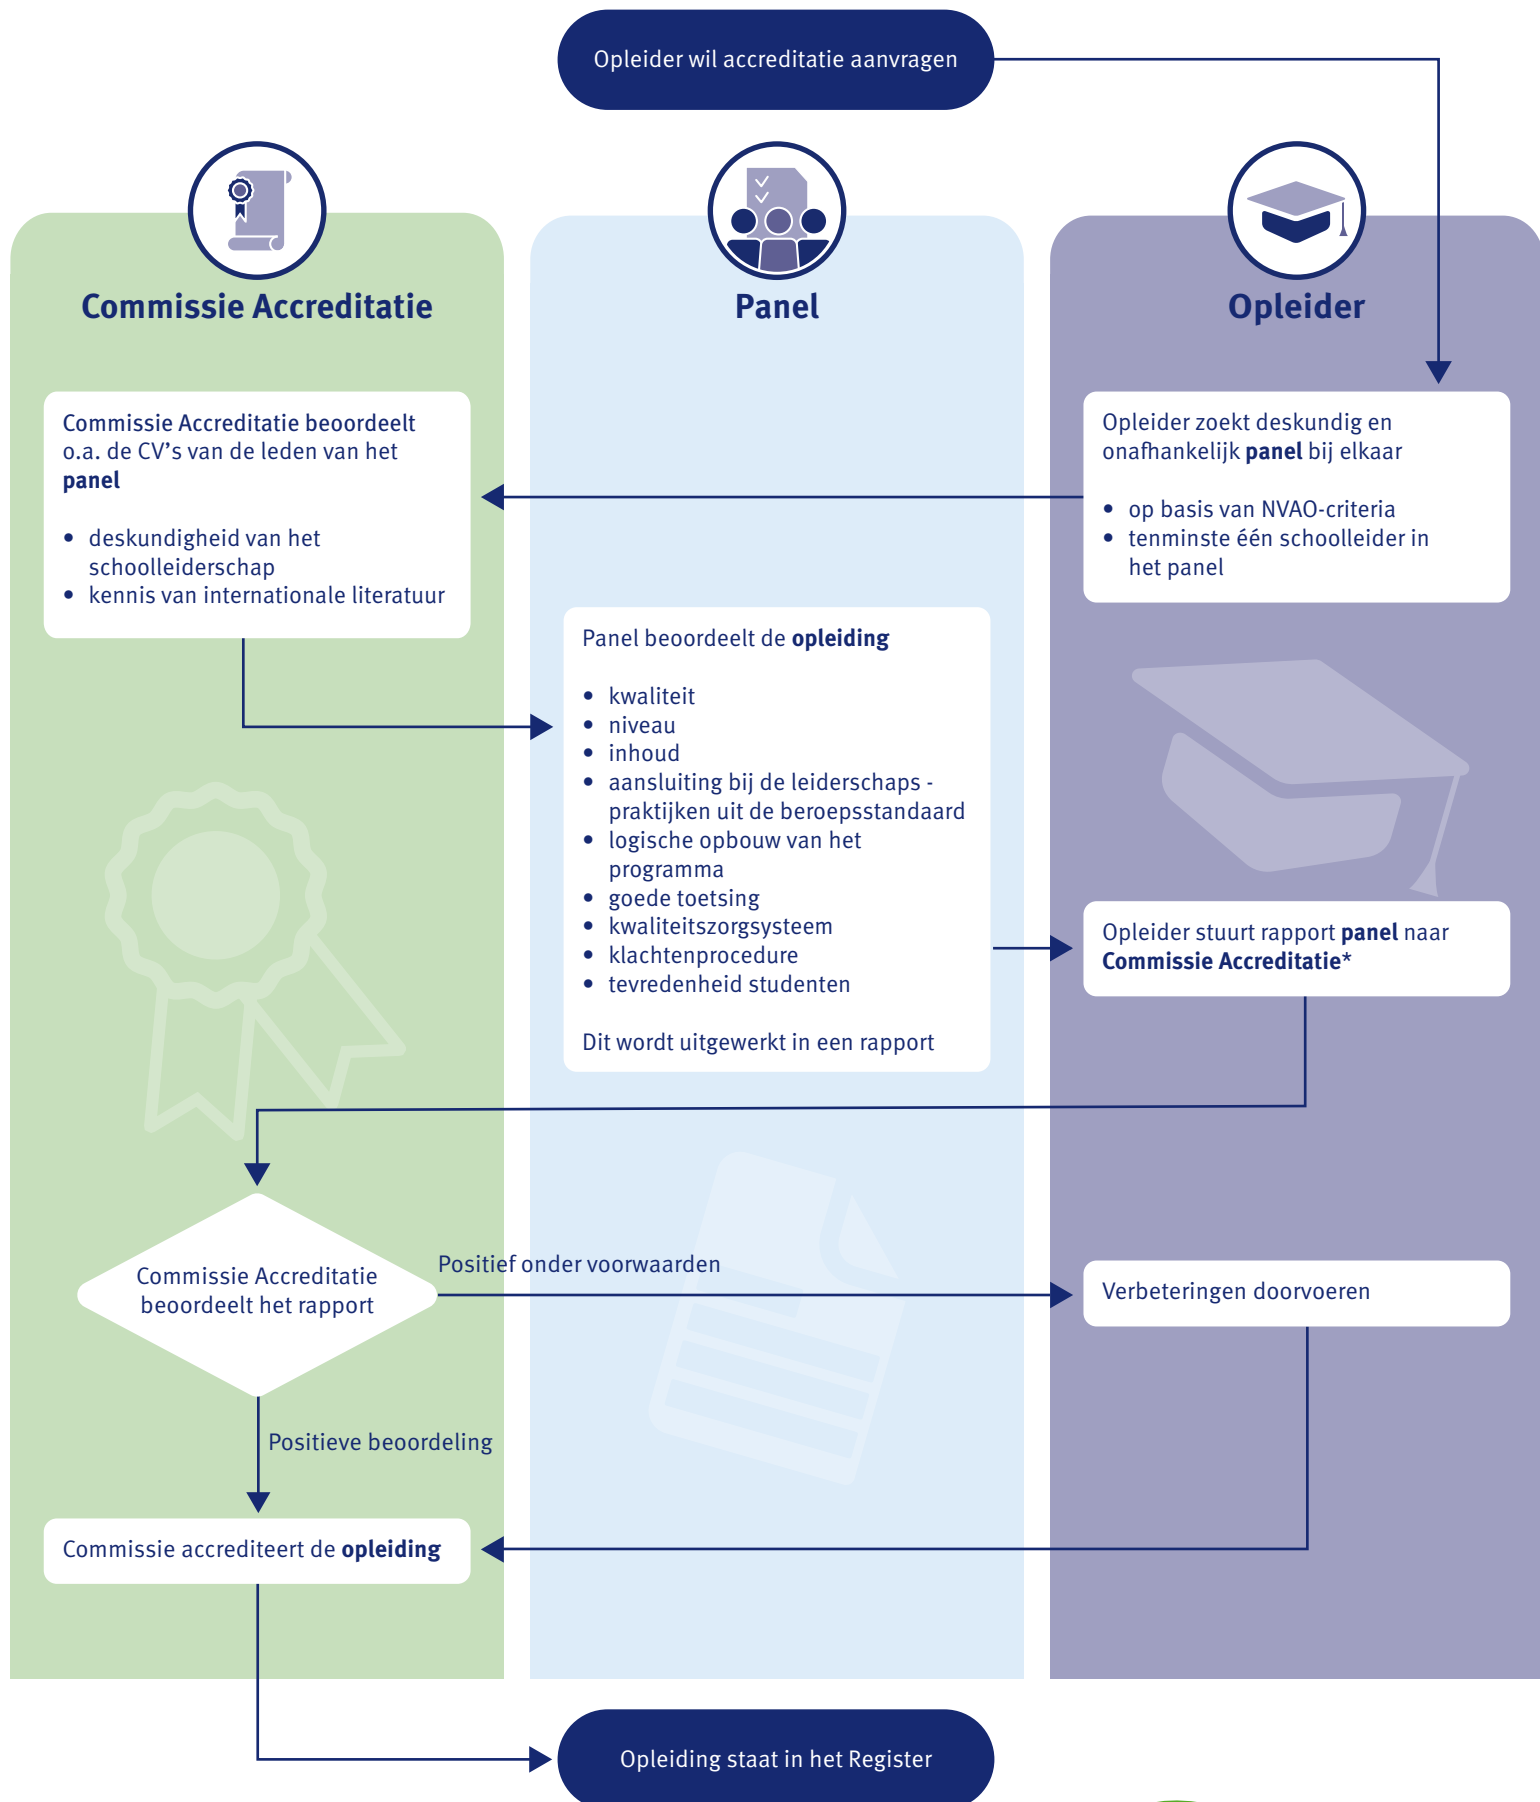 Opleider wil accreditatie aanvragen
Commissie Accreditatie
Panel
Opleider
Opleider zoekt deskundig en
onafhankelijk panel bij elkaar
• op basis van NVAO-criteria
• tenminste één schoolleider in
het panel
Commissie Accreditatie beoordeelt
o.a. de CV’s van de leden van het
panel
• deskundigheid van het
schoolleiderschap
• kennis van internationale literatuur
Panel beoordeelt de opleiding
• kwaliteit
• niveau
• inhoud
• aansluiting bij de leiderschaps -
praktijken uit de beroepsstandaard
• logische opbouw van het
programma
• goede toetsing
• kwaliteitszorgsysteem
• klachtenprocedure
• tevredenheid studenten
Dit wordt uitgewerkt in een rapport
Opleider stuurt rapport panel naar
Commissie Accreditatie*
Commissie Accreditatie
beoordeelt het rapport
Positief onder voorwaarden
Verbeteringen doorvoeren
Positieve beoordeling
Commissie accrediteert de opleiding
Opleiding staat in het Register